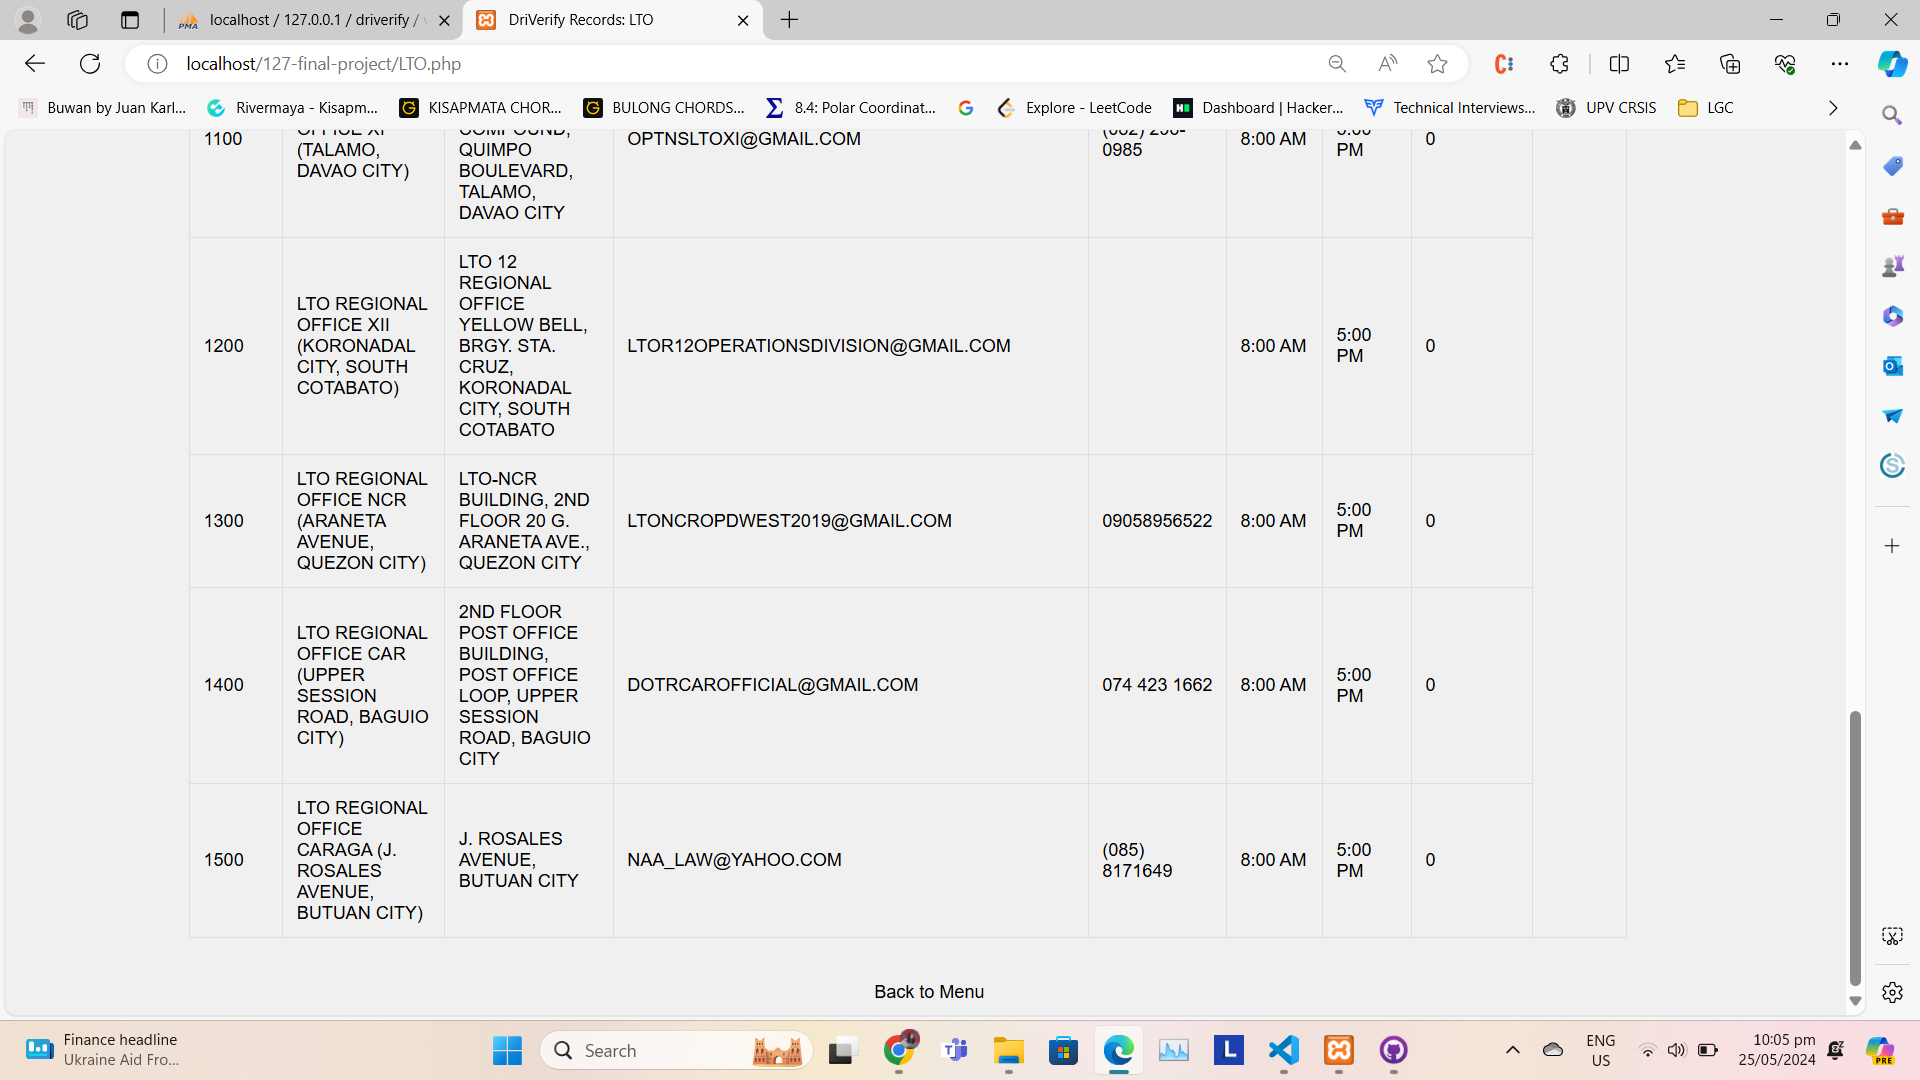 localhost / 127.0.0.1 / driverify /
DriVerify Records: LTO
localhost/127-final-project/LTO.php
Buwan by Juan Karl...
Rivermaya - Kisapm...
KISAPMATA CHOR...
BULONG CHORDS...
8.4: Polar Coordinat...
Explore - LeetCode
Dashboard | Hacker...
Technical Interviews...
UPV CRSIS
LGC
1100
OFFICE XI
(TALAMO,
DAVAO CITY)
COMPOUND,
QUIMPO
BOULEVARD,
TALAMO,
DAVAO CITY
OPTNSLTOXI@GMAIL.COM
(082) 296-
0985
8:00 AM
5:00
PM
0
1200
LTO REGIONAL
OFFICE XII
(KORONADAL
CITY, SOUTH
COTABATO)
LTO 12
REGIONAL
OFFICE
YELLOW BELL,
BRGY. STA.
CRUZ,
KORONADAL
CITY, SOUTH
COTABATO
LTOR12OPERATIONSDIVISION@GMAIL.COM
8:00 AM
5:00
PM
0
1300
LTO REGIONAL
OFFICE NCR
(ARANETA
AVENUE,
QUEZON CITY)
LTO-NCR
BUILDING, 2ND
FLOOR 20 G.
ARANETA AVE.,
QUEZON CITY
LTONCROPDWEST2019@GMAIL.COM
09058956522
8:00 AM
5:00
PM
0
1400
LTO REGIONAL
OFFICE CAR
(UPPER
SESSION
ROAD, BAGUIO
CITY)
2ND FLOOR
POST OFFICE
BUILDING,
POST OFFICE
LOOP, UPPER
SESSION
ROAD, BAGUIO
CITY
DOTRCAROFFICIAL@GMAIL.COM
074 423 1662
8:00 AM
5:00
PM
0
1500
LTO REGIONAL
OFFICE
CARAGA (J.
ROSALES
AVENUE,
BUTUAN CITY)
J. ROSALES
AVENUE,
BUTUAN CITY
NAA_LAW@YAHOO.COM
(085)
8171649
8:00 AM
5:00
PM
0
Back to Menu
Finance headline
Ukraine Aid Fro...
Search
ENG
US
10:05 pm
25/05/2024